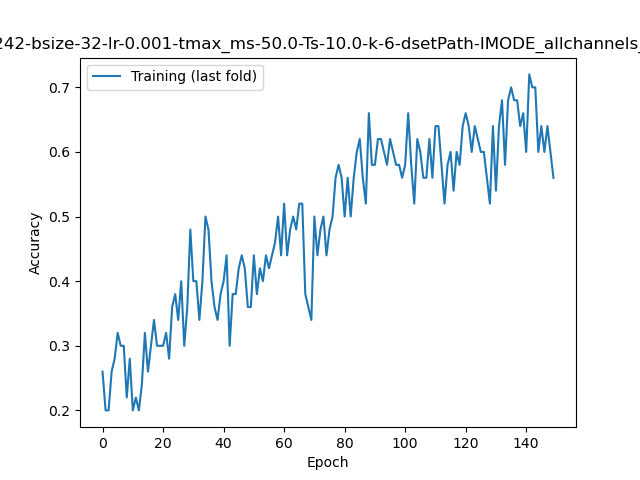 242-bsize-32-lr-0.001-tmax_ms-50.0-Ts-10.0-k-6-dsetPath-IMODE_allchannels_
Training (last fold)
0.7
0.6
0.5
0.4
0.3
0.2
Accuracy
0 20 40 60 80 100 120 140
Epoch